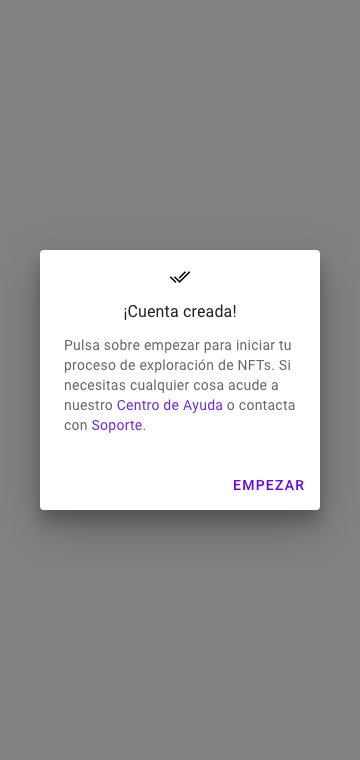 ¡Cuenta creada!
Pulsa sobre empezar para iniciar tu
proceso de exploración de NFTs. Si
necesitas cualquier cosa acude a
nuestro Centro de Ayuda o contacta
con Soporte.
EMPEZAR